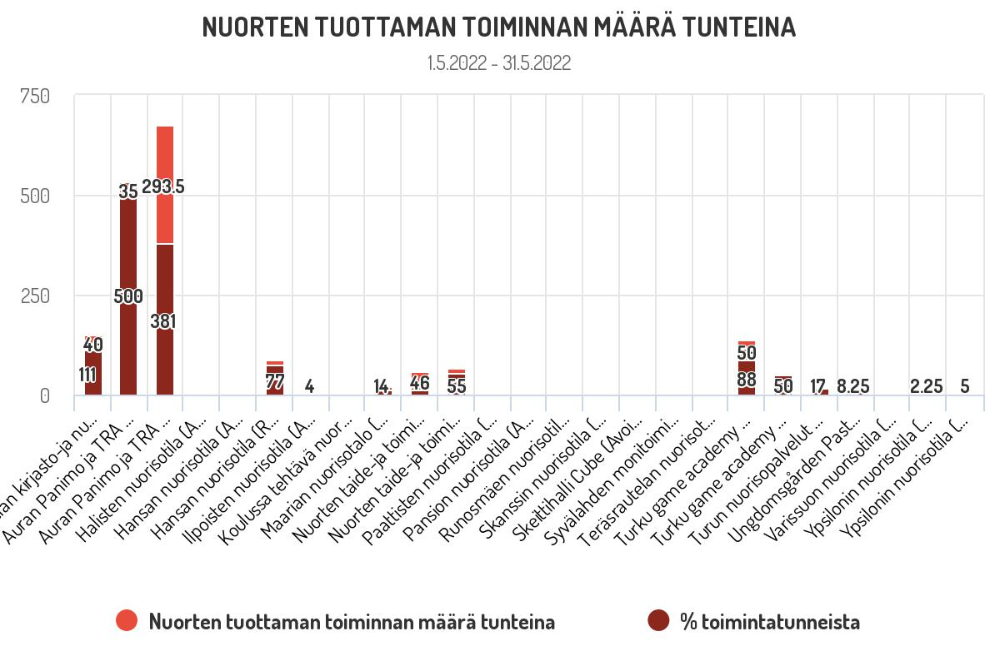 NUORTEN TUOTTAMAN TOIMINNAN MÄÄRÄ TUNTEINA
1.5.2022 - 31.5.2022
750
500
250
0
40
111
35
500
293.5
381
77
4
14
46
55
50
88
50
17
8.25
2.25
5
kirjasto-ja nu...
Auran Panimo ja TRA ...
Auran Panimo ja TRA ...
Halisten nuorisotila (A...
Hansan nuorisotila (A...
Hansan nuorisotila (R...
Ilpoisten nuorisotila (A...
Koulussa tehtävä nuor...
Maarian nuorisotalo (...
Nuorten taide-ja toimi...
Nuorten taide-ja toimi...
Paattisten nuorisotila (...
Pansion nuorisotila (A...
Runosmäen nuorisotil...
Skanssin nuorisotila (...
Skeittihalli Cube (Avoi...
Syvälahden monitoimi...
Teräsrautelan nuorisot...
Turku game academy ...
Turku game academy ...
Turun nuorisopalvelut ...
Ungdomsgården Past...
Varissuon nuorisotila (...
Ypsilonin nuorisotila (...
Ypsilonin nuorisotila (...
Nuorten tuottaman toiminnan määrä tunteina
% toimintatunneista